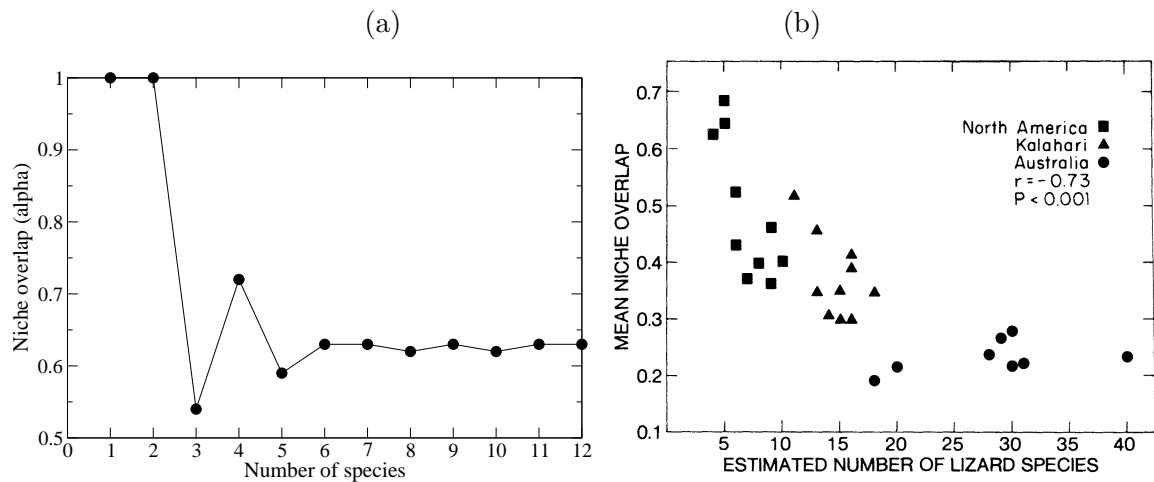 (a)
1
0.9
0.8
0.7
0.6
0.5
Niche overlap (alpha)
0 1 2 3 4 5 6 7 8 9 10 11 12
Number of species
(b)
0.7
0.6
0.5
0.4
0.3
0.2
0.1
MEAN NICHE OVERLAP
North America
Kalahari
Australia
r = -0.73
P < 0.001
5 10 15 20 25 30 35 40
ESTIMATED NUMBER OF LIZARD SPECIES